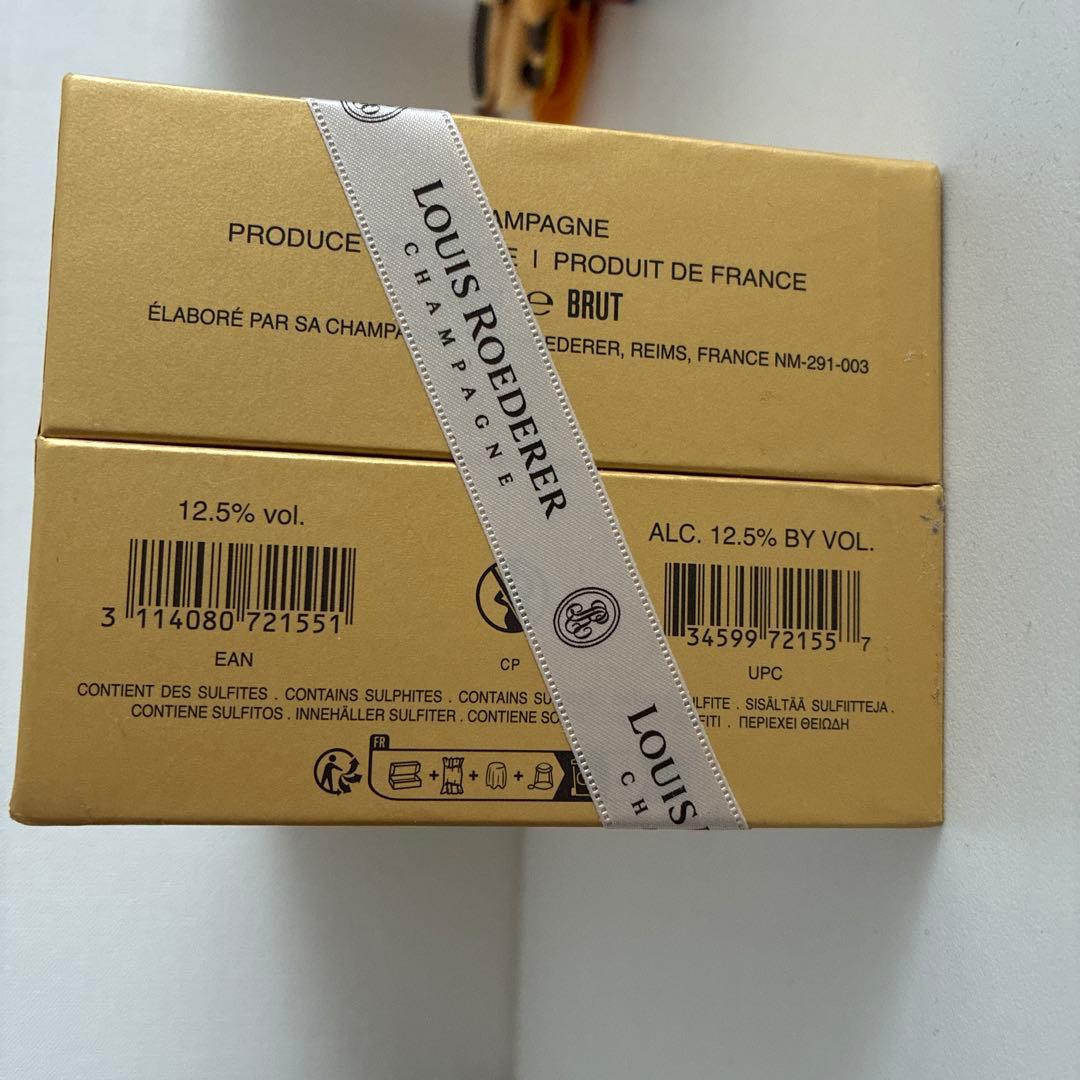 AMPAGNE
PRODUCE E | PRODUIT DE FRANCE
e BRUT
ÉLABORÉ PAR SA CHAMPA EDERER, REIMS, FRANCE NM-291-003
LOUIS ROEDERER
CHAMPAGNE
12.5% vol.
ALC. 12.5% BY VOL.
3 114080 721551
34599 72155 7
EAN
CP
UPC
CONTIENT DES SULFITES . CONTAINS SULPHITES . CONTAINS SU LFITE . SISÄLTÄÄ SULFIITTEJA .
CONTIENE SULFITOS . INNEHÅLLER SULFITER . CONTIENE SO FITI . ΠΕΡΙΕΧΕΙ ΘΕΙΩΔΗ
LOUIS
CH
FR